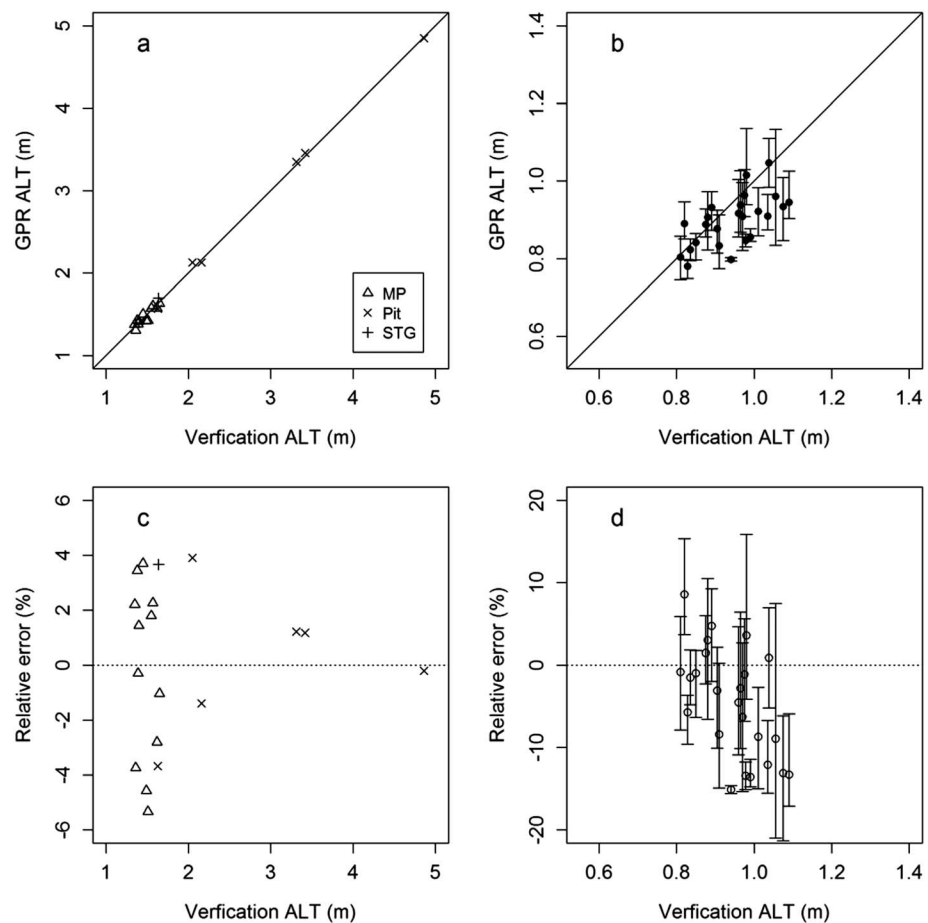 a
GPR ALT (m)
5
4
3
2
1
MP
Pit
STG
1 2 3 4 5
Verfication ALT (m)
b
GPR ALT (m)
1.4
1.2
1.0
0.8
0.6
0.6 0.8 1.0 1.2 1.4
Verfication ALT (m)
c
Relative error (%)
6
4
2
0
-2
-4
-6
1 2 3 4 5
Verfication ALT (m)
d
Relative error (%)
20
10
0
-10
-20
0.6 0.8 1.0 1.2 1.4
Verfication ALT (m)